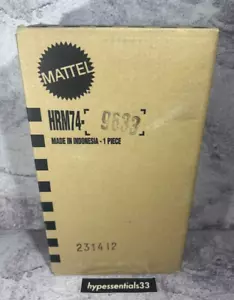 MATTEL
HRM74-[9633]
MADE IN INDONESIA - 1 PIECE
231412
hypessentials33